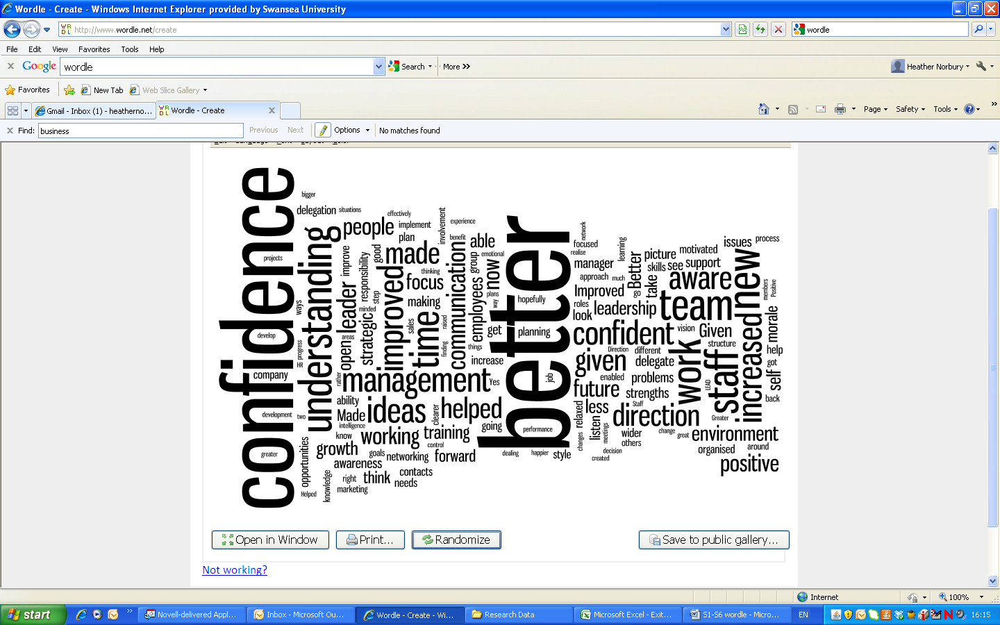 Wordle - Create - Windows Internet Explorer provided by Swansea University
http://www.wordle.net/create
wordle
File Edit View Favorites Tools Help
Google wordle Search More Heather Norbury
Favorites New Tab Web Slice Gallery
Gmail - Inbox (1) - heatherno... Wordle - Create Page Safety Tools
Find: business Previous Next Options No matches found
confidence
bigger
delegation situations
effectively
people implement
plan
involvement
experience
benefit
able
understanding
projects
improve
responsibility
good
made
thinking
focus
making
communication
group
emotional
now
employees
plans
way
better
hopefully
planning
network
focused
realise
manager
learning
approach much
Better
go
picture
skills see support
motivated
issues process
take
aware
new
members
Positive
Improved
roles
look leadership
team
confident
vision Given
structure
morale
help
got
self
back
increased
staff
LEAD
Greater
work
given
Direction different
delegate
enabled problems
future
strengths
Staff
less
direction
relaxed
listen
meetings
changes
wider
others
change great
environment
organised around
positive
decision
created
ways
leader
strategic
minded
step
improved
sales
time
raised
finding
get
things
increase
develop
progress
HR
open
areas
company
rather
management
Yes
job
ability
Made
intelligence
ideas
clearer
helped
going
performance
development two
know
working training
control
growth
goals networking forward
dealing happier style
greater
opportunities
awareness
knowledge
right think contacts
needs
marketing
Helped
Open in Window Print... Randomize Save to public gallery...
Not working?
Internet 100%
start Novell-delivered Appl... Inbox - Microsoft Ou... Wordle - Create - Wi... Research Data Microsoft Excel - Exit... S1-S6 wordle - Micro... EN 16:15